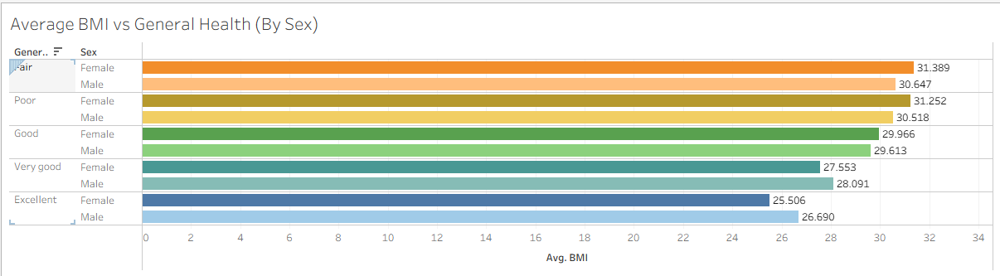 Average BMI vs General Health (By Sex)
Gener.. Sex
Fair Female 31.389
Male 30.647
Poor Female 31.252
Male 30.518
Good Female 29.966
Male 29.613
Very good Female 27.553
Male 28.091
Excellent Female 25.506
Male 26.690
0 2 4 6 8 10 12 14 16 18 20 22 24 26 28 30 32 34
Avg. BMI